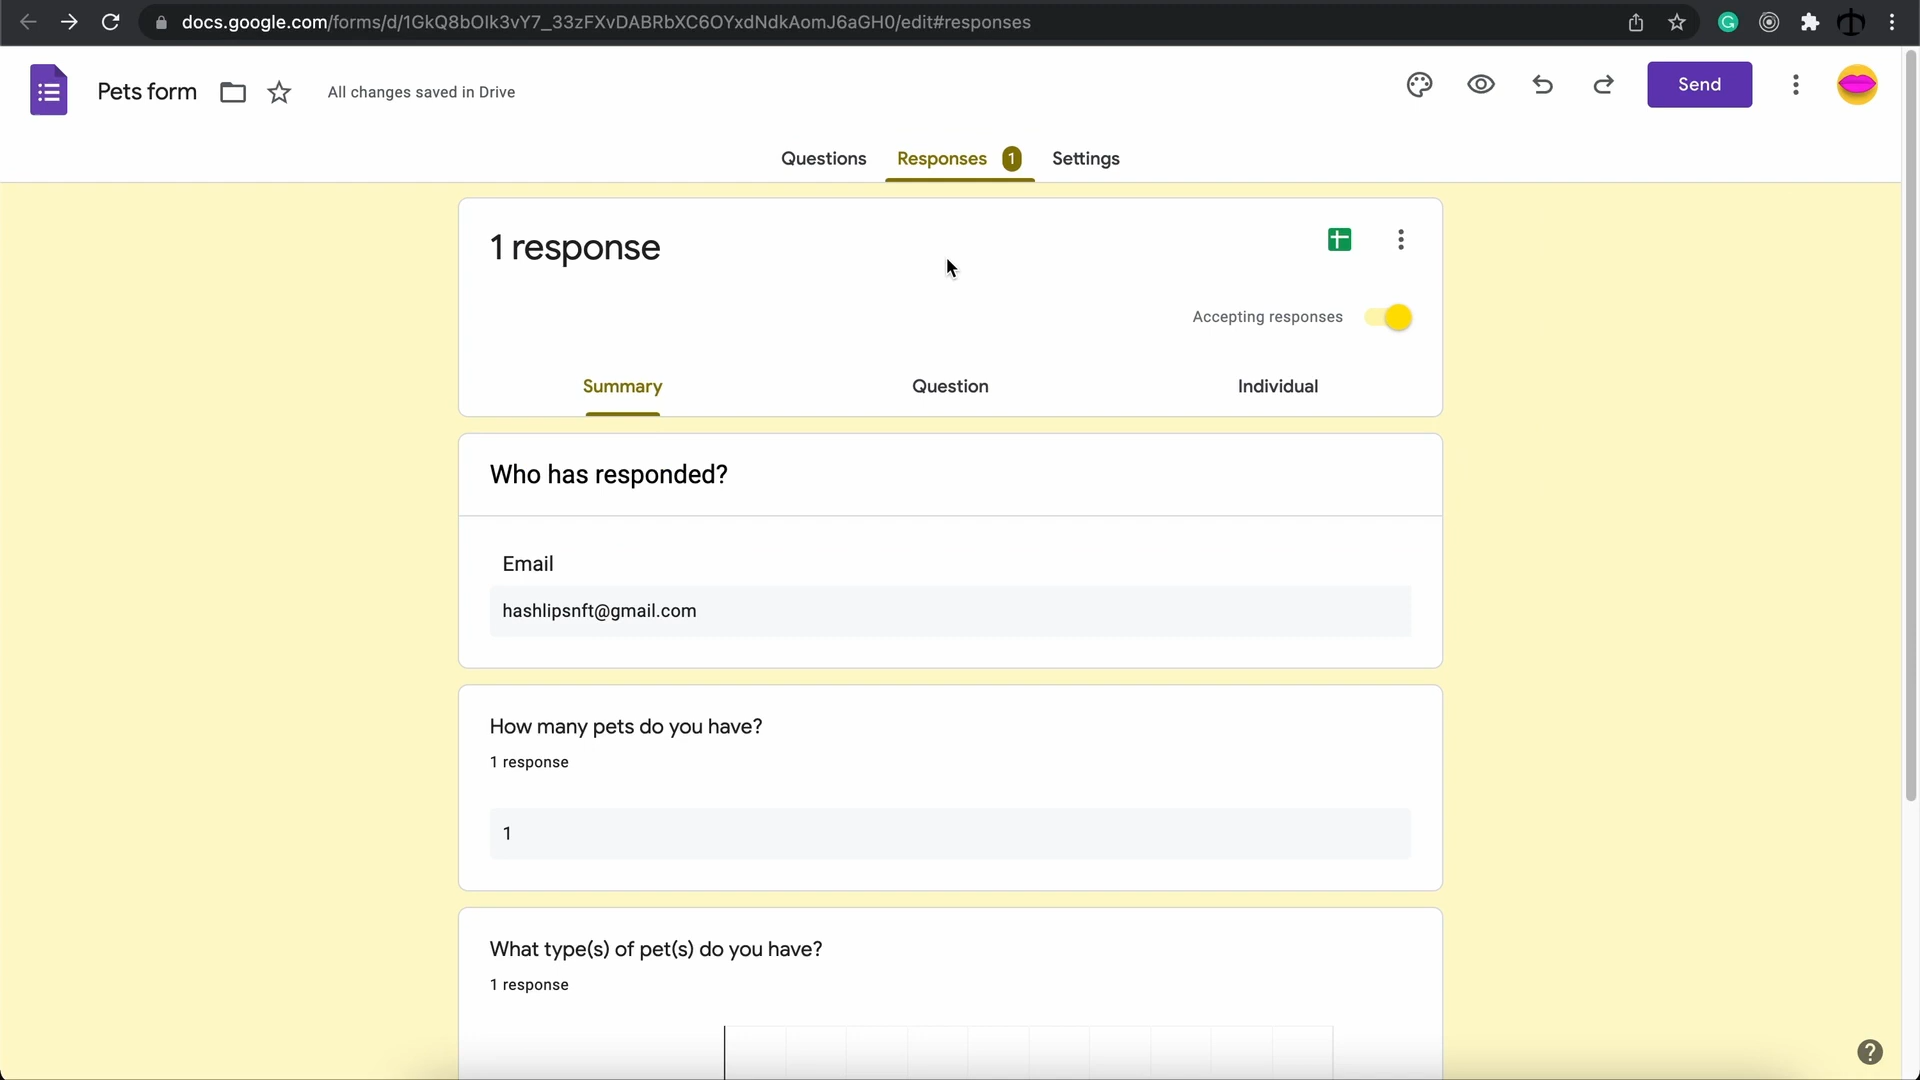 docs.google.com/forms/d/1GkQ8bOlk3vY7_33zFXvDABRbXC6OYxdNdkAomJ6aGH0/edit#responses
Pets form
All changes saved in Drive
Send
Questions
Responses 1
Settings
1 response
Accepting responses
Summary
Question
Individual
Who has responded?
Email
hashlipsnft@gmail.com
How many pets do you have?
1 response
1
What type(s) of pet(s) do you have?
1 response